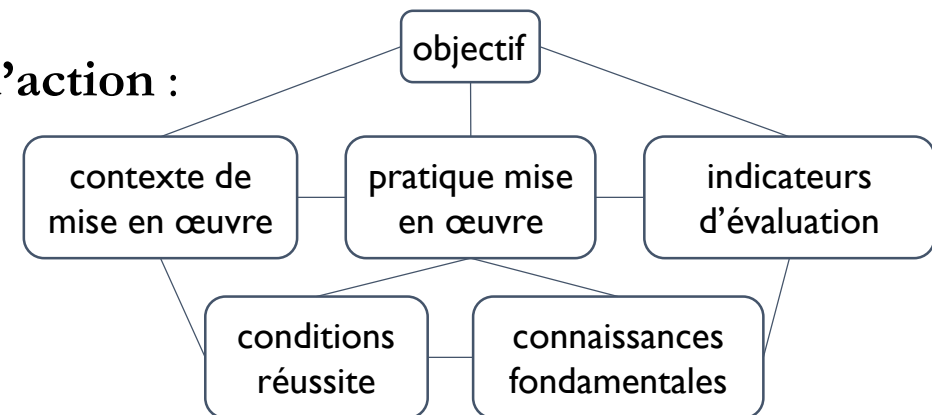 objectif
l'action :
contexte de
mise en œuvre
pratique mise
en œuvre
indicateurs
d'évaluation
conditions
réussite
connaissances
fondamentales